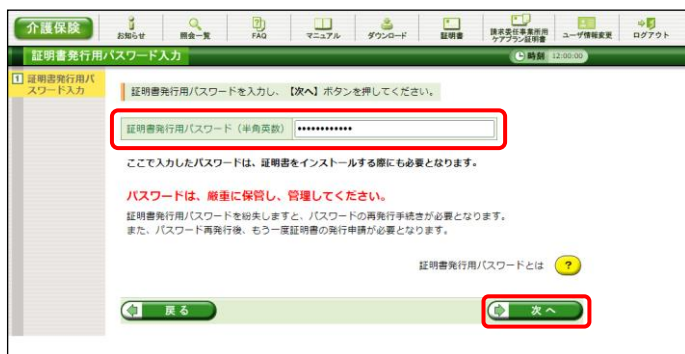 介護保険
お知らせ
照会一覧
FAQ
マニュアル
ダウンロード
証明書
請求委任事業所用
ケアプラン証明書
ユーザ情報変更
ログアウト
証明書発行用パスワード入力
時刻 12:00:00
1 証明書発行用パ
スワード入力
証明書発行用パスワードを入力し、【次へ】ボタンを押してください。
証明書発行用パスワード（半角英数） ••••••••••••
ここで入力したパスワードは、証明書をインストールする際にも必要となります。
パスワードは、厳重に保管し、管理してください。
証明書発行用パスワードを紛失しますと、パスワードの再発行手続きが必要となります。
また、パスワード再発行後、もう一度証明書の発行申請が必要となります。
証明書発行用パスワードとは ?
戻る
次へ